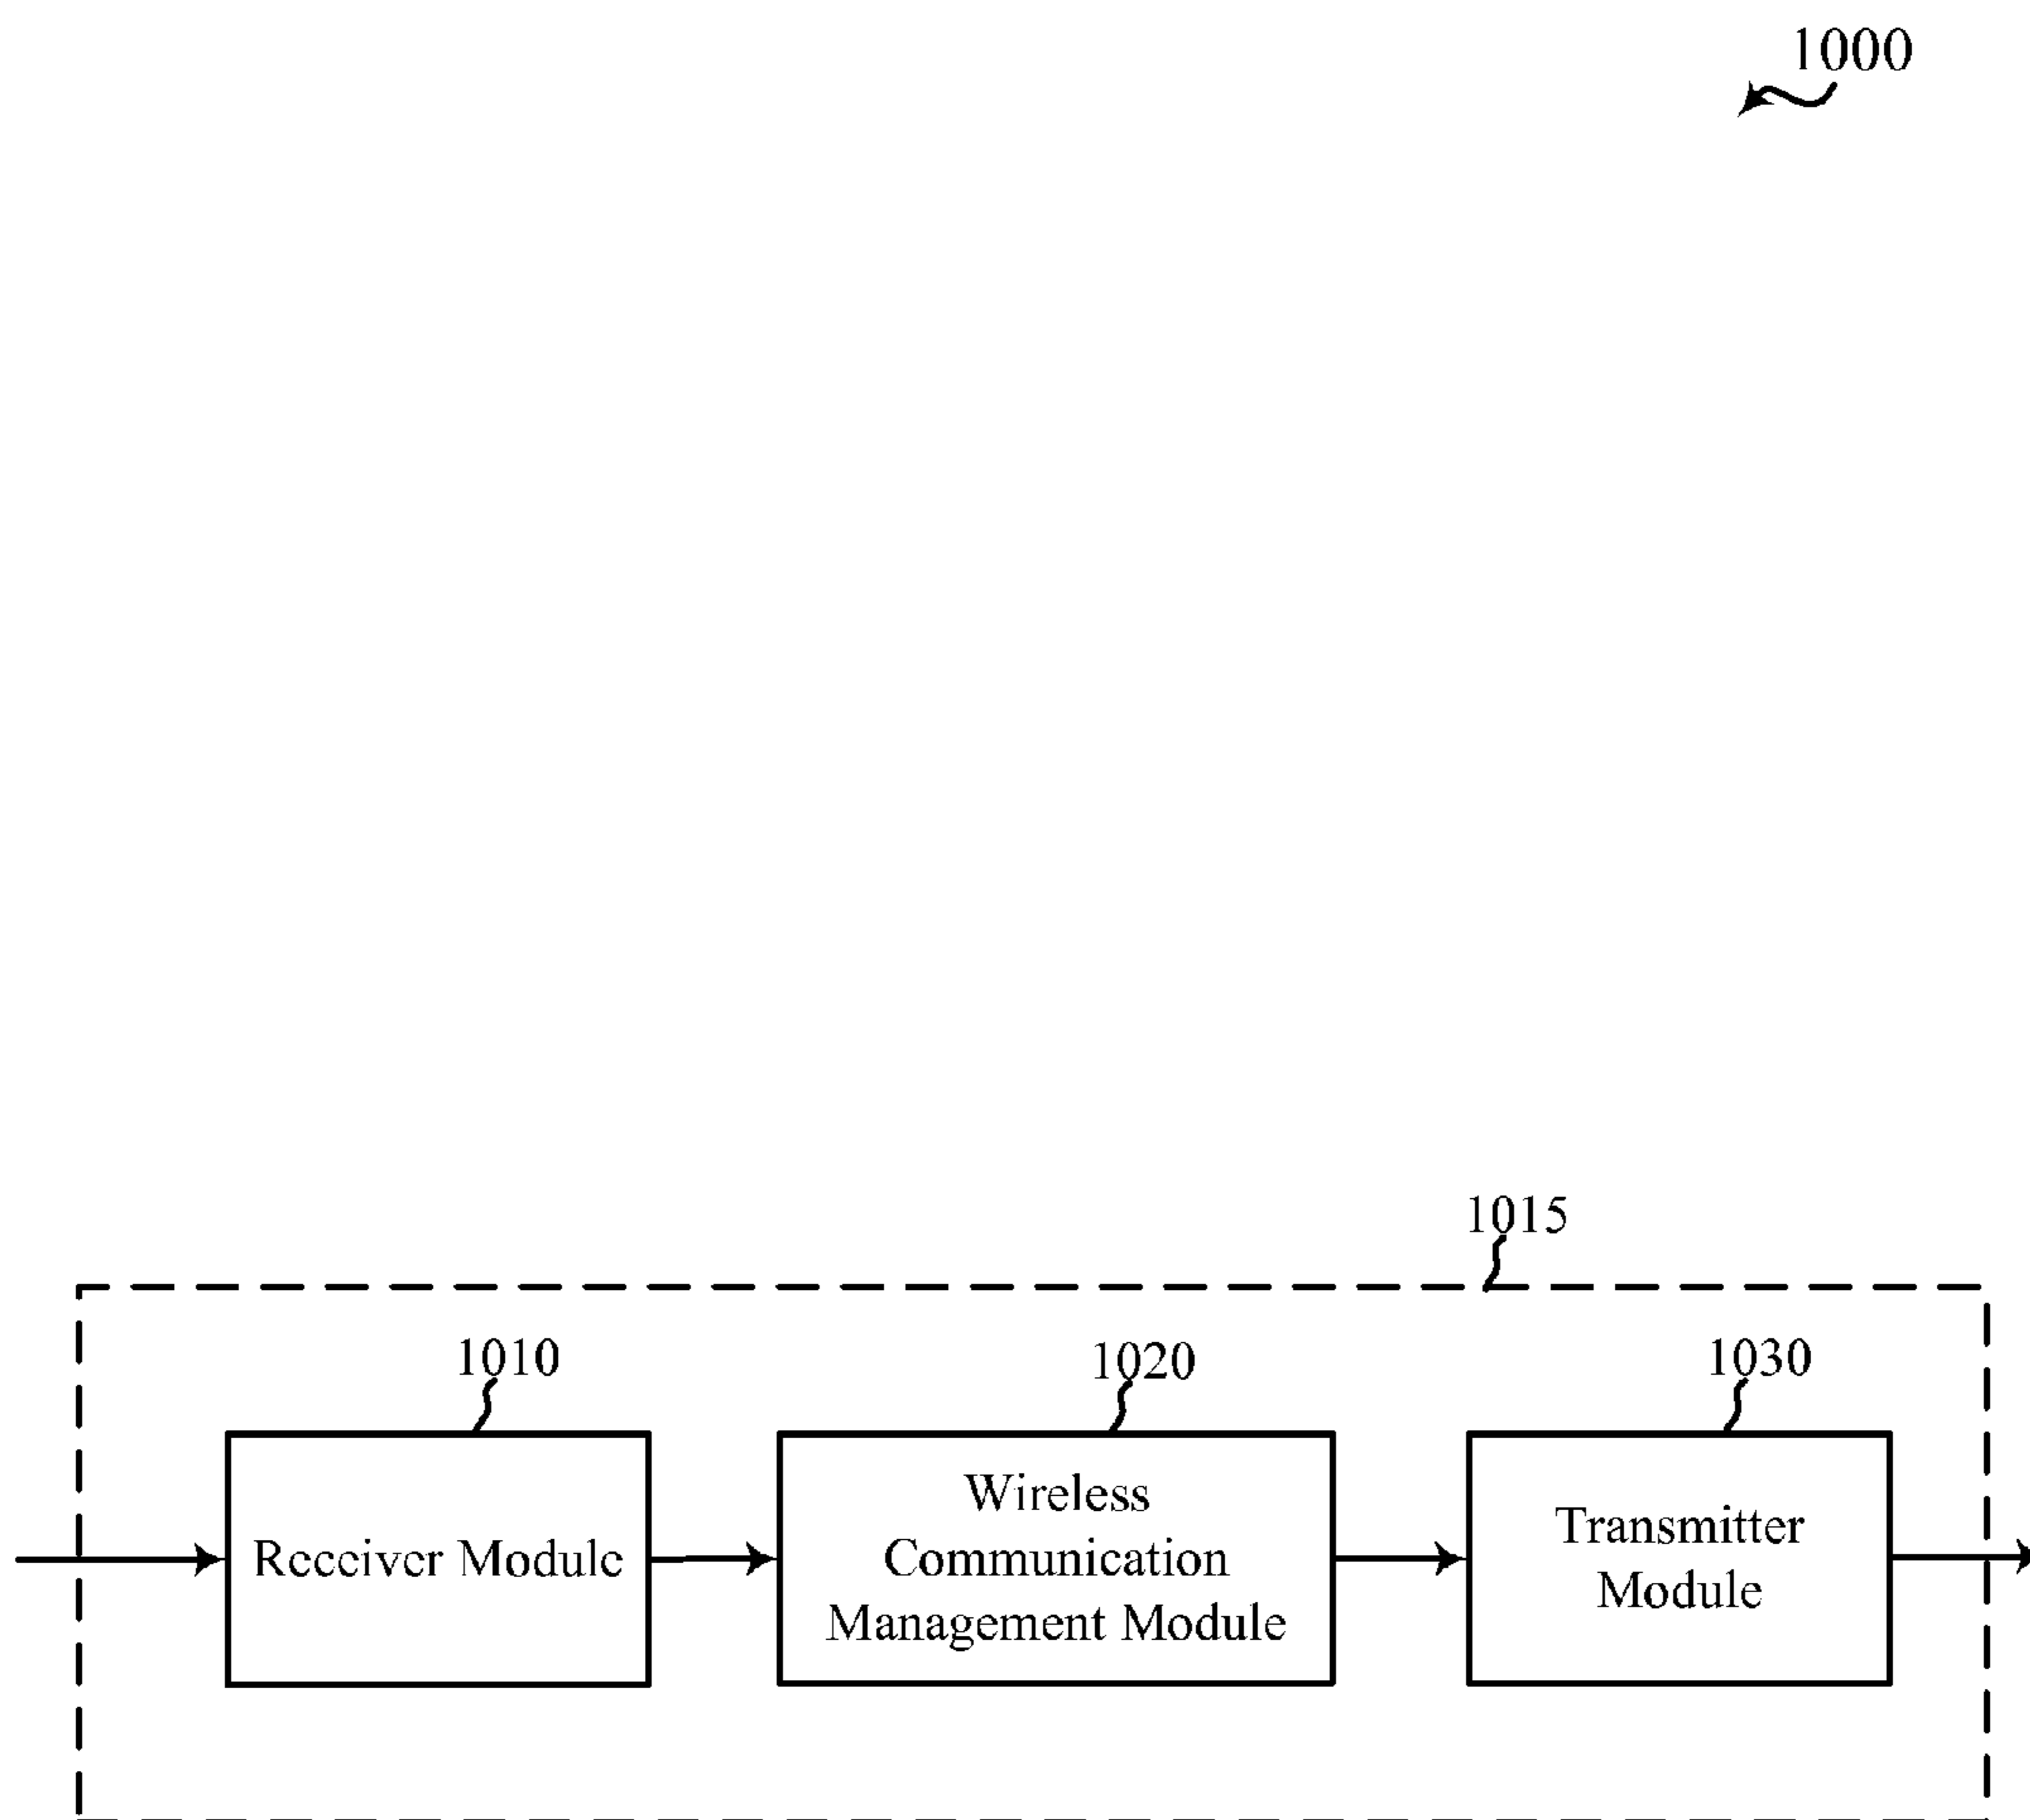 1000
1015
1010
1020
1030
Receiver Module
Wireless
Communication
Management Module
Transmitter
Module